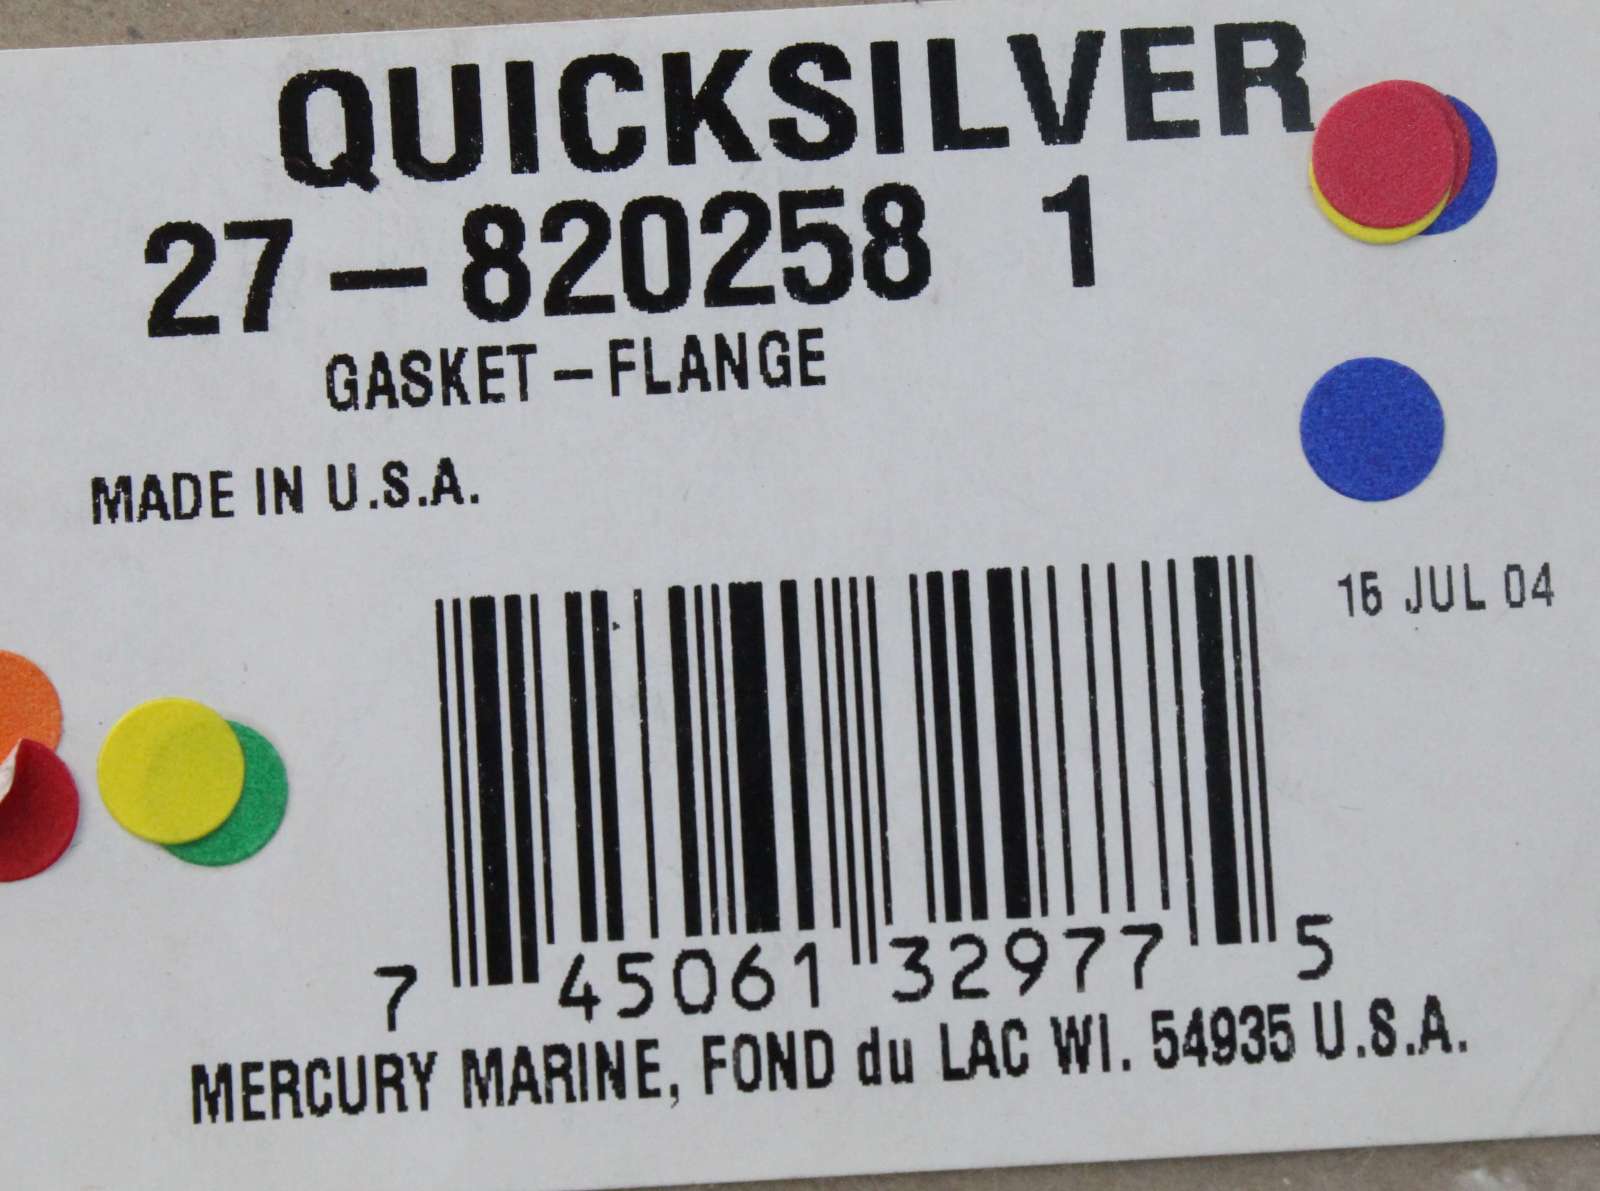 QUICKSILVER
27-820258 1
GASKET-FLANGE
MADE IN U.S.A.
15 JUL 04
7 45061 32977 5
MERCURY MARINE, FOND du LAC WI. 54935 U.S.A.